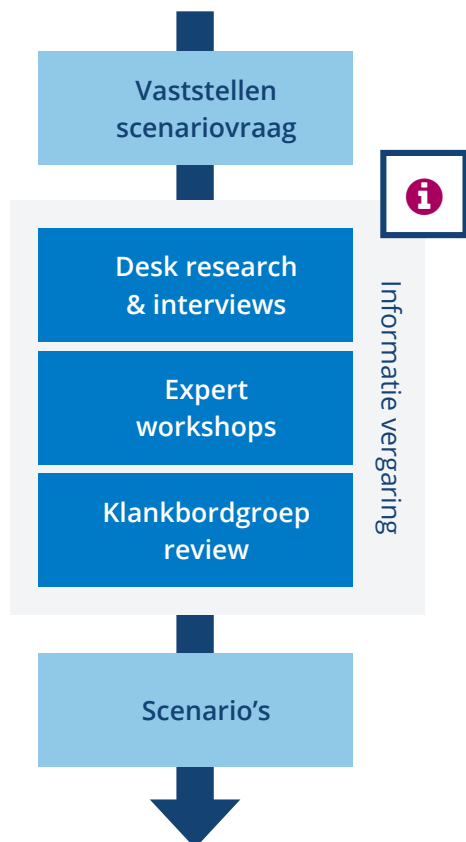 Vaststellen
scenariovraag
Desk research
& interviews
Expert
workshops
Klankbordgroep
review
Informatie vergaring
Scenario’s